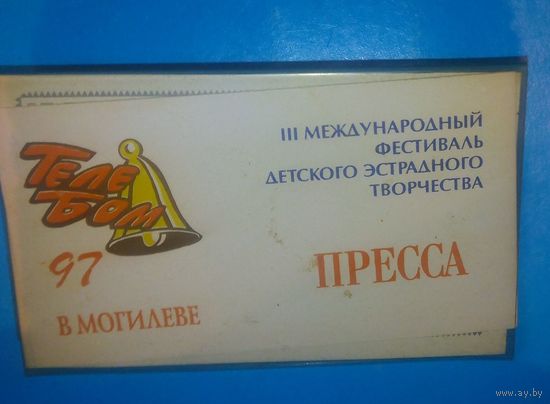 ТЕЛЕ
БОМ
97
В МОГИЛЕВЕ
III МЕЖДУНАРОДНЫЙ
ФЕСТИВАЛЬ
ДЕТСКОГО ЭСТРАДНОГО
ТВОРЧЕСТВА
ПРЕССА
www.ay.by